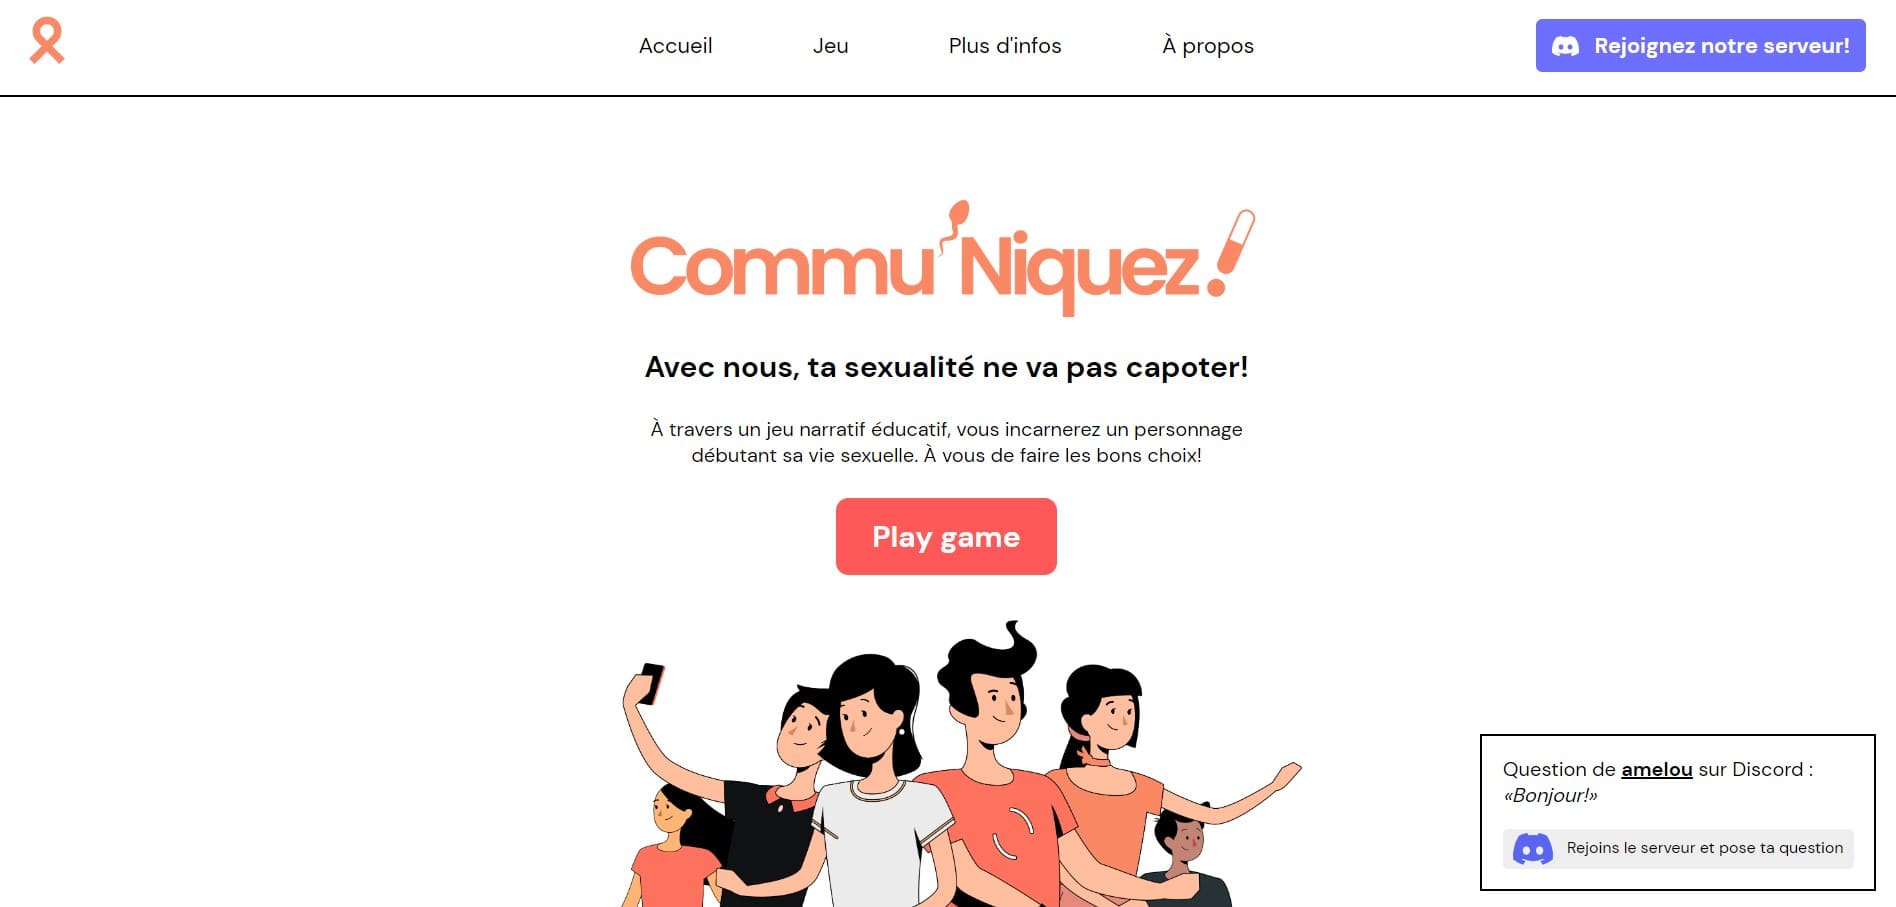 Accueil
Jeu
Plus d'infos
À propos
Rejoignez notre serveur!
Commu'Niquez!
Avec nous, ta sexualité ne va pas capoter!
À travers un jeu narratif éducatif, vous incarnerez un personnage
débutant sa vie sexuelle. À vous de faire les bons choix!
Play game
Question de amelou sur Discord :
«Bonjour!»
Rejoins le serveur et pose ta question